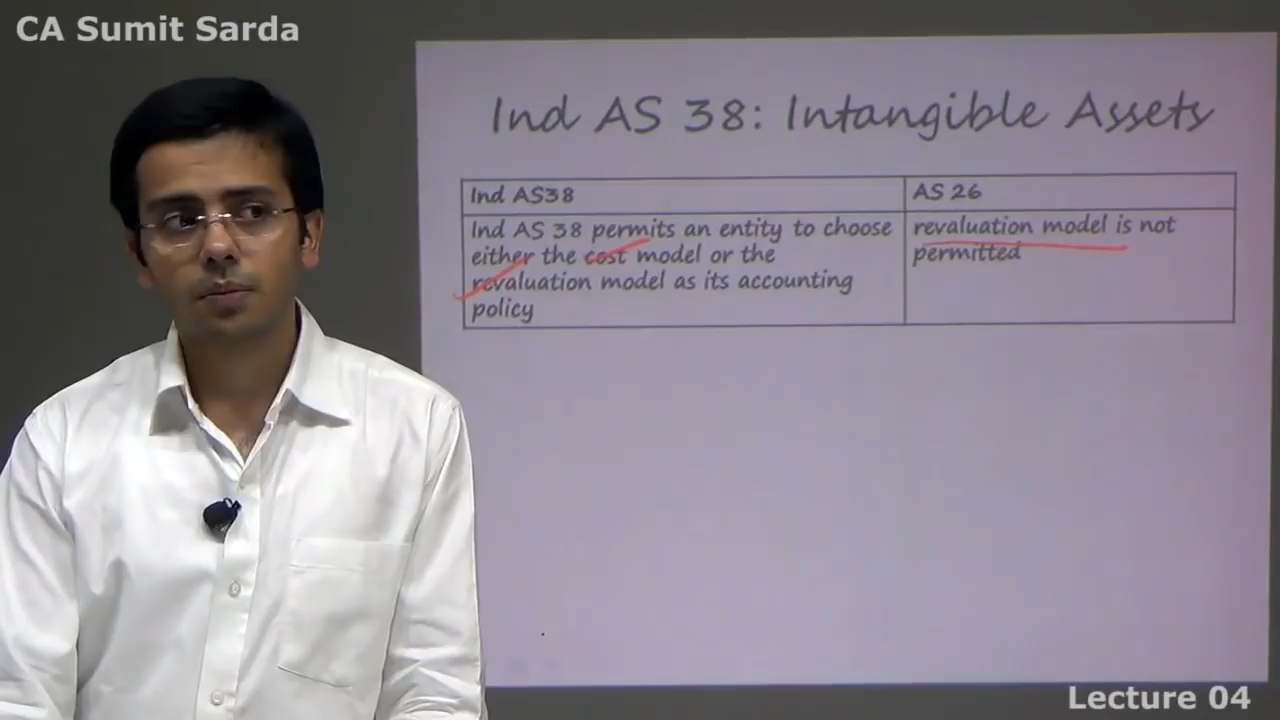 CA Sumit Sarda
Ind AS 38: Intangible Assets
Ind AS38
AS 26
Ind AS 38 permits an entity to choose
either the cost model or the
revaluation model as its accounting
policy
revaluation model is not
permitted
Lecture 04